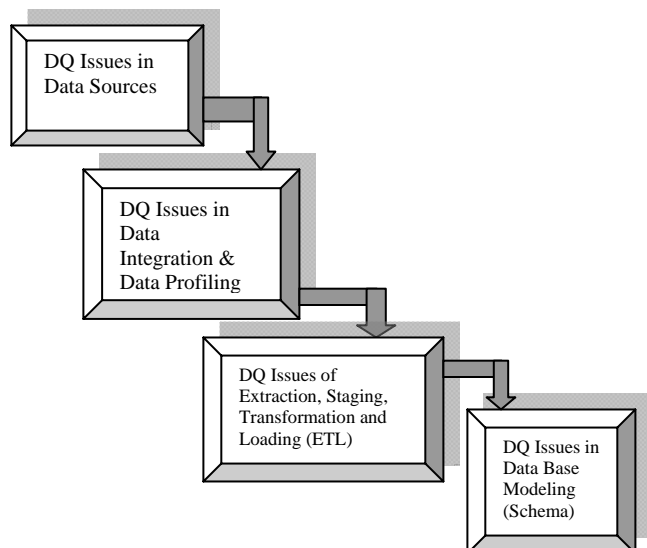 DQ Issues in
Data Sources
DQ Issues in
Data
Integration &
Data Profiling
DQ Issues of
Extraction, Staging,
Transformation and
Loading (ETL)
DQ Issues in
Data Base
Modeling
(Schema)